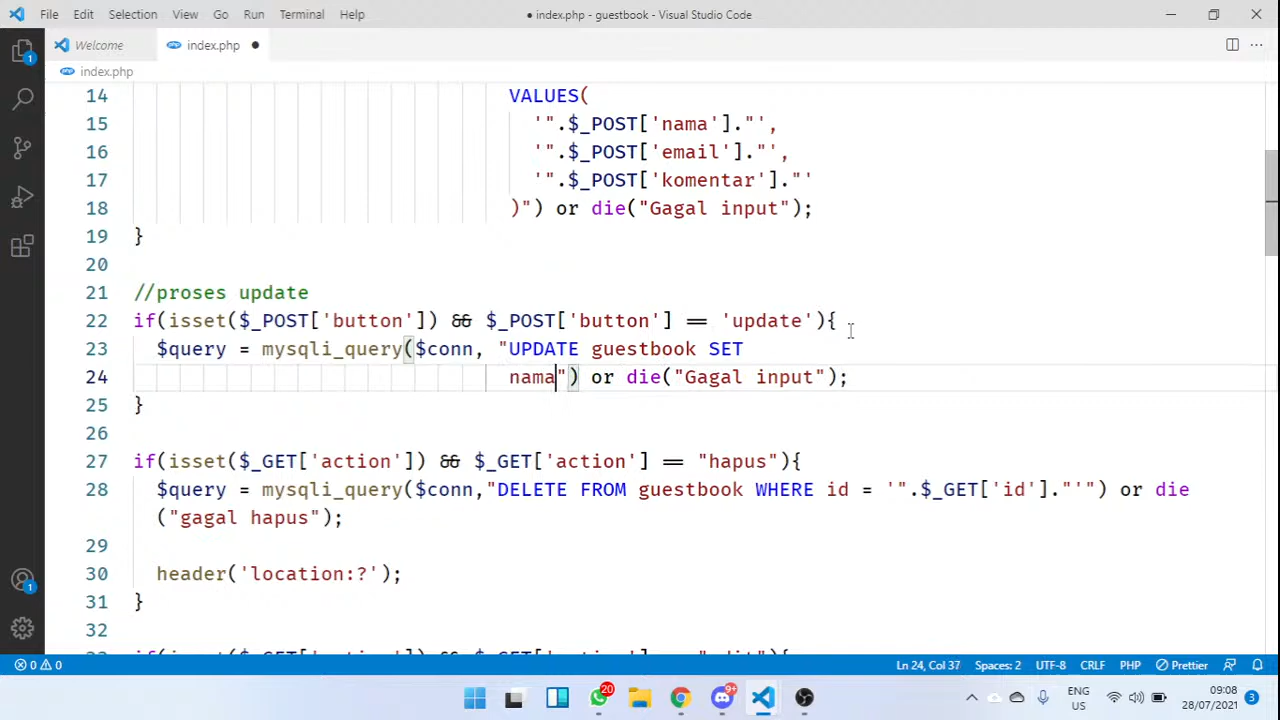 File Edit Selection View Go Run Terminal Help
● index.php - guestbook - Visual Studio Code
Welcome
index.php ●
index.php
14 VALUES(
15 '".$_POST['nama']."',
16 '".$_POST['email']."',
17 '".$_POST['komentar']."'
18 )") or die("Gagal input");
19 }
20
21 //proses update
22 if(isset($_POST['button']) && $_POST['button'] == 'update'){
23 $query = mysqli_query($conn, "UPDATE guestbook SET
24 nama") or die("Gagal input");
25 }
26
27 if(isset($_GET['action']) && $_GET['action'] == "hapus"){
28 $query = mysqli_query($conn,"DELETE FROM guestbook WHERE id = '".$_GET['id']."'") or die
("gagal hapus");
29
30 header('location:?');
31 }
32
1
1
0 0
Ln 24, Col 37 Spaces: 2 UTF-8 CRLF PHP Prettier
20
9+
ENG
US
09:08
28/07/2021
3